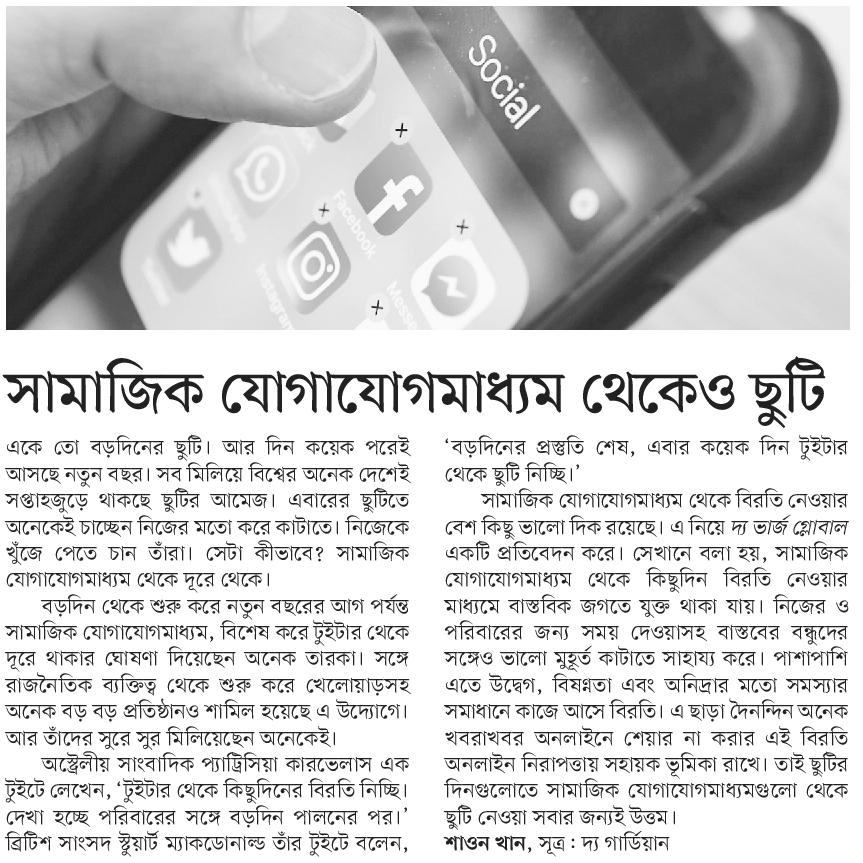 Social
Facebook
Instagram
Messe
সামাজিক যোগাযোগমাধ্যম থেকেও ছুটি
একে তো বড়দিনের ছুটি। আর দিন কয়েক পরেই
আসছে নতুন বছর। সব মিলিয়ে বিশ্বের অনেক দেশেই
সপ্তাহজুড়ে থাকছে ছুটির আমেজ। এবারের ছুটিতে
অনেকেই চাচ্ছেন নিজের মতো করে কাটাতে। নিজেকে
খুঁজে পেতে চান তাঁরা। সেটা কীভাবে? সামাজিক
যোগাযোগমাধ্যম থেকে দূরে থেকে।
বড়দিন থেকে শুরু করে নতুন বছরের আগ পর্যন্ত
সামাজিক যোগাযোগমাধ্যম, বিশেষ করে টুইটার থেকে
দূরে থাকার ঘোষণা দিয়েছেন অনেক তারকা। সঙ্গে
রাজনৈতিক ব্যক্তিত্ব থেকে শুরু করে খেলোয়াড়সহ
অনেক বড় বড় প্রতিষ্ঠানও শামিল হয়েছে এ উদ্যোগে।
আর তাঁদের সুরে সুর মিলিয়েছেন অনেকেই।
অস্ট্রেলীয় সাংবাদিক প্যাট্রিসিয়া কারভেলাস এক
টুইটে লেখেন, ‘টুইটার থেকে কিছুদিনের বিরতি নিচ্ছি।
দেখা হচ্ছে পরিবারের সঙ্গে বড়দিন পালনের পর।’
ব্রিটিশ সাংসদ স্টুয়ার্ট ম্যাকডোনাল্ড তাঁর টুইটে বলেন,
‘বড়দিনের প্রস্তুতি শেষ, এবার কয়েক দিন টুইটার
থেকে ছুটি নিচ্ছি।’
সামাজিক যোগাযোগমাধ্যম থেকে বিরতি নেওয়ার
বেশ কিছু ভালো দিক রয়েছে। এ নিয়ে দ্য ভার্জ গ্লোবাল
একটি প্রতিবেদন করে। সেখানে বলা হয়, সামাজিক
যোগাযোগমাধ্যম থেকে কিছুদিন বিরতি নেওয়ার
মাধ্যমে বাস্তবিক জগতে যুক্ত থাকা যায়। নিজের ও
পরিবারের জন্য সময় দেওয়াসহ বাস্তবের বন্ধুদের
সঙ্গেও ভালো মুহূর্ত কাটাতে সাহায্য করে। পাশাপাশি
এতে উদ্বেগ, বিষণ্নতা এবং অনিদ্রার মতো সমস্যার
সমাধানে কাজে আসে বিরতি। এ ছাড়া দৈনন্দিন অনেক
খবরাখবর অনলাইনে শেয়ার না করার এই বিরতি
অনলাইন নিরাপত্তায় সহায়ক ভূমিকা রাখে। তাই ছুটির
দিনগুলোতে সামাজিক যোগাযোগমাধ্যমগুলো থেকে
ছুটি নেওয়া সবার জন্যই উত্তম।
শাওন খান, সূত্র : দ্য গার্ডিয়ান